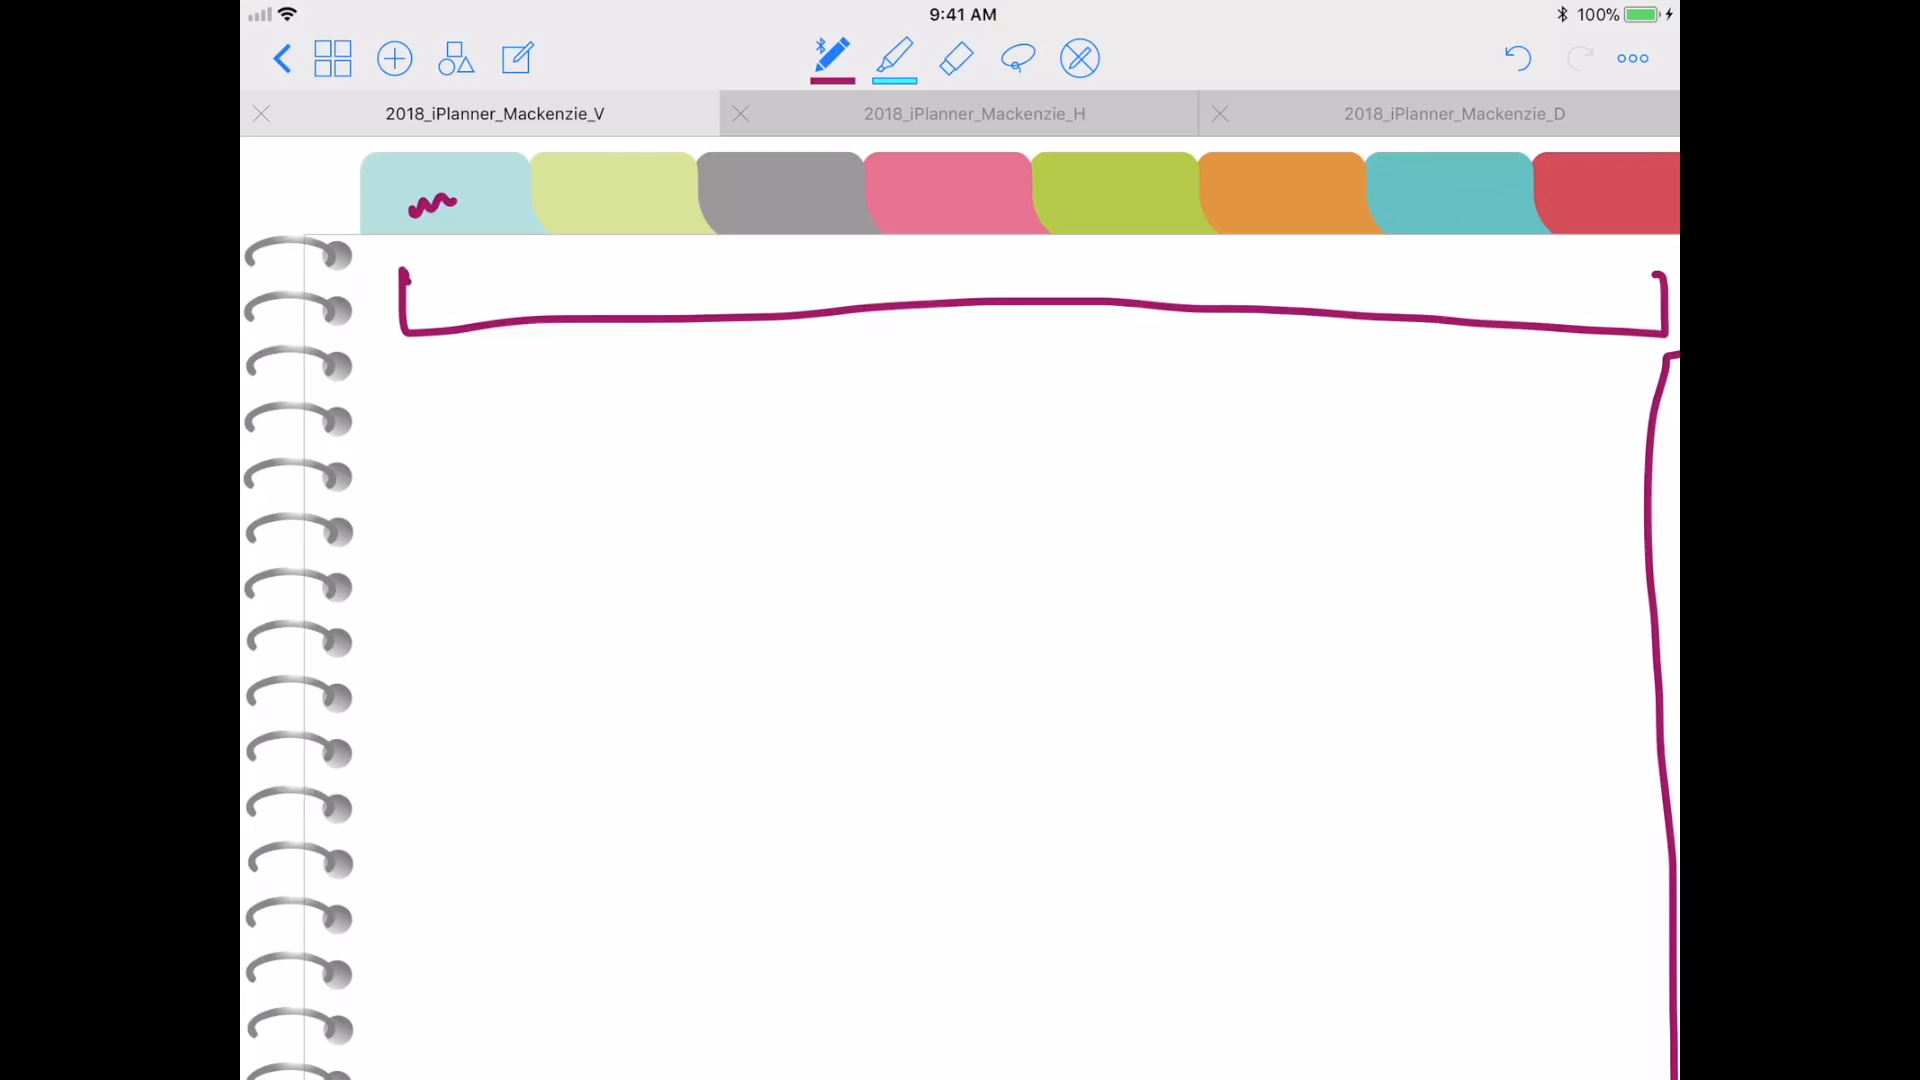 9:41 AM
100%
2018_iPlanner_Mackenzie_V
2018_iPlanner_Mackenzie_H
2018_iPlanner_Mackenzie_D